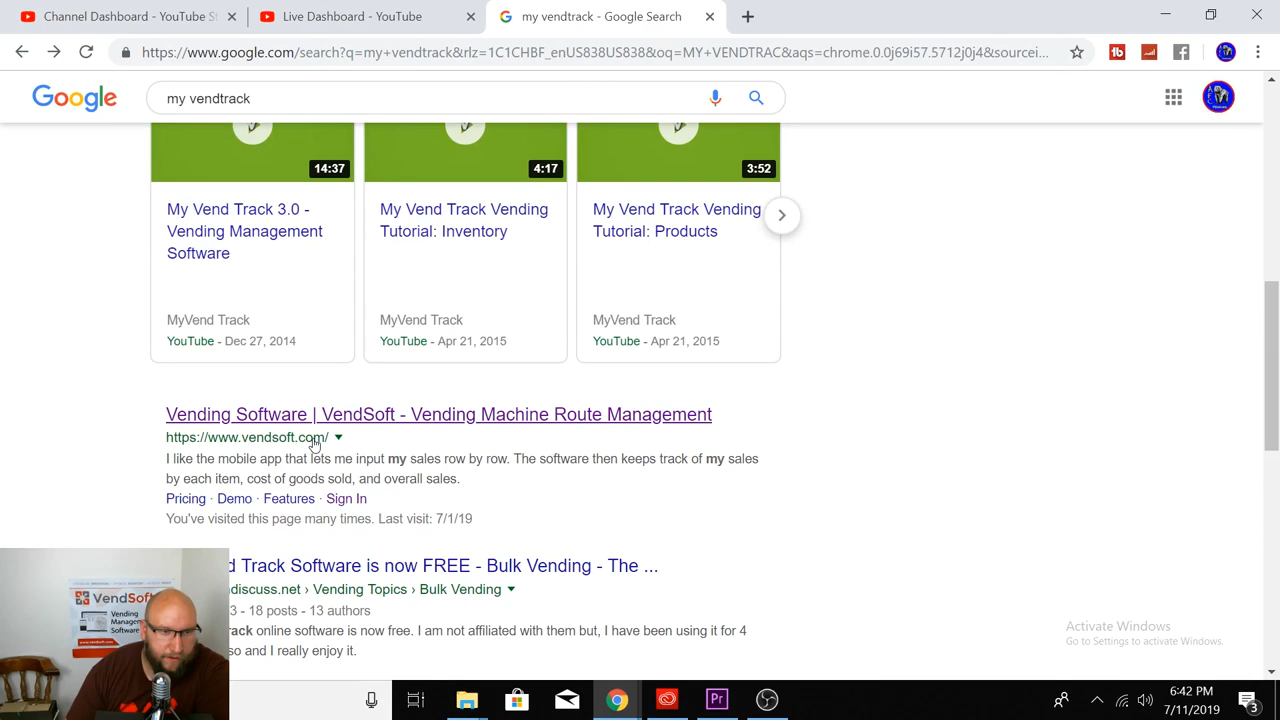 Channel Dashboard - YouTube St
Live Dashboard - YouTube
my vendtrack - Google Search
https://www.google.com/search?q=my+vendtrack&rlz=1C1CHBF_enUS838US838&oq=MY+VENDTRAC&aqs=chrome.0.0j69i57.5712j0j4&sourcei...
Google
my vendtrack
14:37
4:17
3:52
My Vend Track 3.0 -
Vending Management
Software
MyVend Track
YouTube - Dec 27, 2014
My Vend Track Vending
Tutorial: Inventory
MyVend Track
YouTube - Apr 21, 2015
My Vend Track Vending
Tutorial: Products
MyVend Track
YouTube - Apr 21, 2015
Vending Software | VendSoft - Vending Machine Route Management
https://www.vendsoft.com/
I like the mobile app that lets me input my sales row by row. The software then keeps track of my sales
by each item, cost of goods sold, and overall sales.
Pricing · Demo · Features · Sign In
You've visited this page many times. Last visit: 7/1/19
d Track Software is now FREE - Bulk Vending - The ...
ndiscuss.net › Vending Topics › Bulk Vending
3 - 18 posts - 13 authors
rack online software is now free. I am not affiliated with them but, I have been using it for 4
so and I really enjoy it.
VendSoft
Vending
Management
Software
Activate Windows
Go to Settings to activate Windows.
Pr
6:42 PM
7/11/2019
3